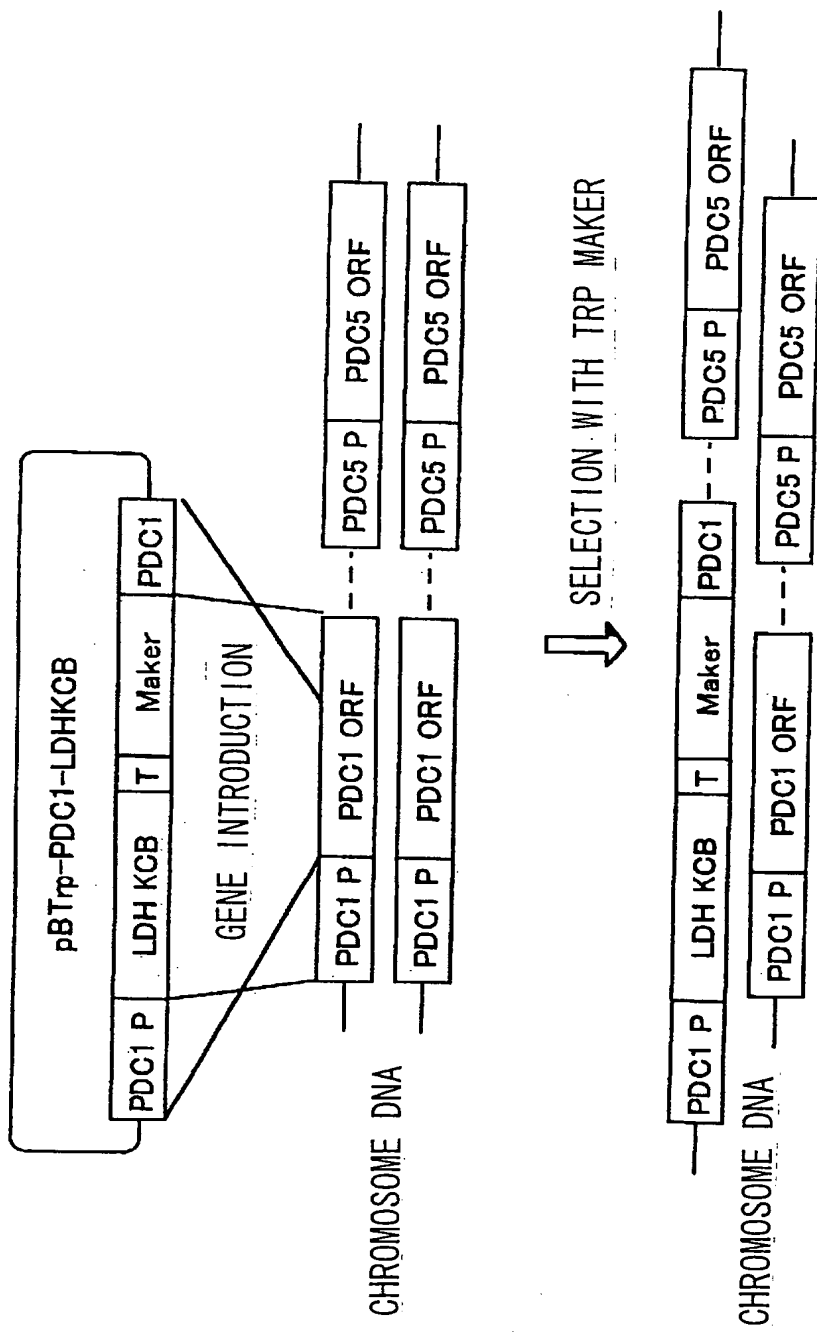 pBTrp-PDC1-LDHKCB
PDC1 P LDH KCB T Maker PDC1
GENE INTRODUCTION
PDC1 P PDC1 ORF PDC5 P PDC5 ORF
PDC1 P PDC1 ORF PDC5 P PDC5 ORF
CHROMOSOME DNA
SELECTION WITH TRP MAKER
PDC1 P LDH KCB T Maker PDC1 PDC5 P PDC5 ORF
PDC1 P PDC1 ORF PDC5 P PDC5 ORF
CHROMOSOME DNA